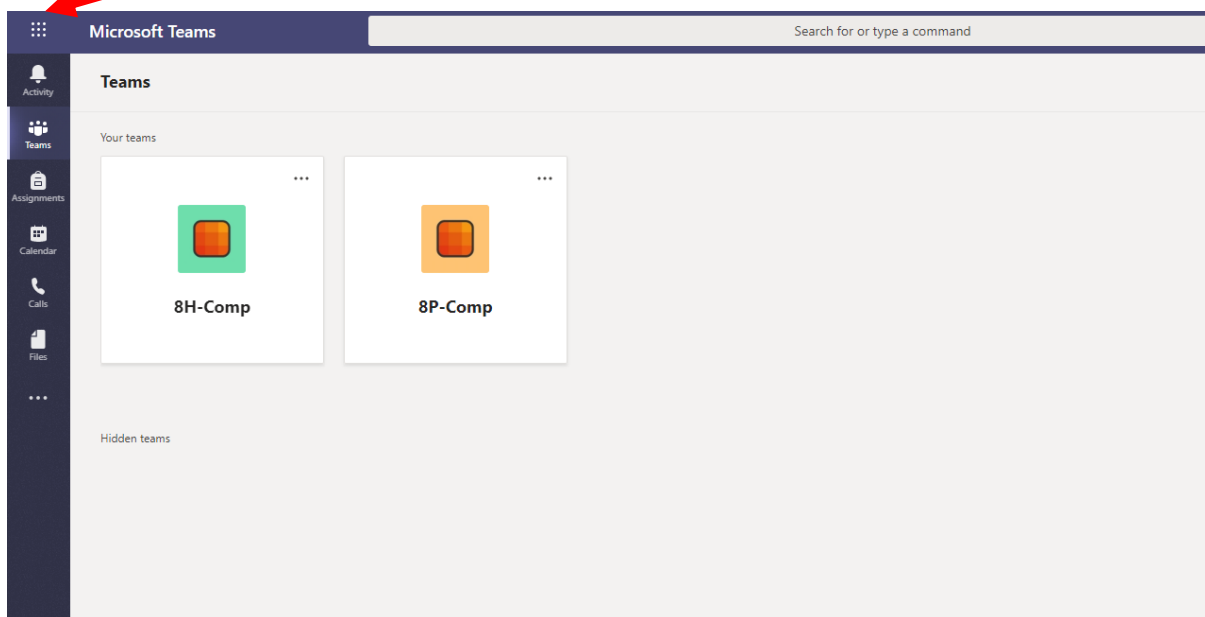 Microsoft Teams
Search for or type a command
Activity
Teams
Teams
Your teams
Assignments
Calendar
Calls
Files
8H-Comp
8P-Comp
Hidden teams